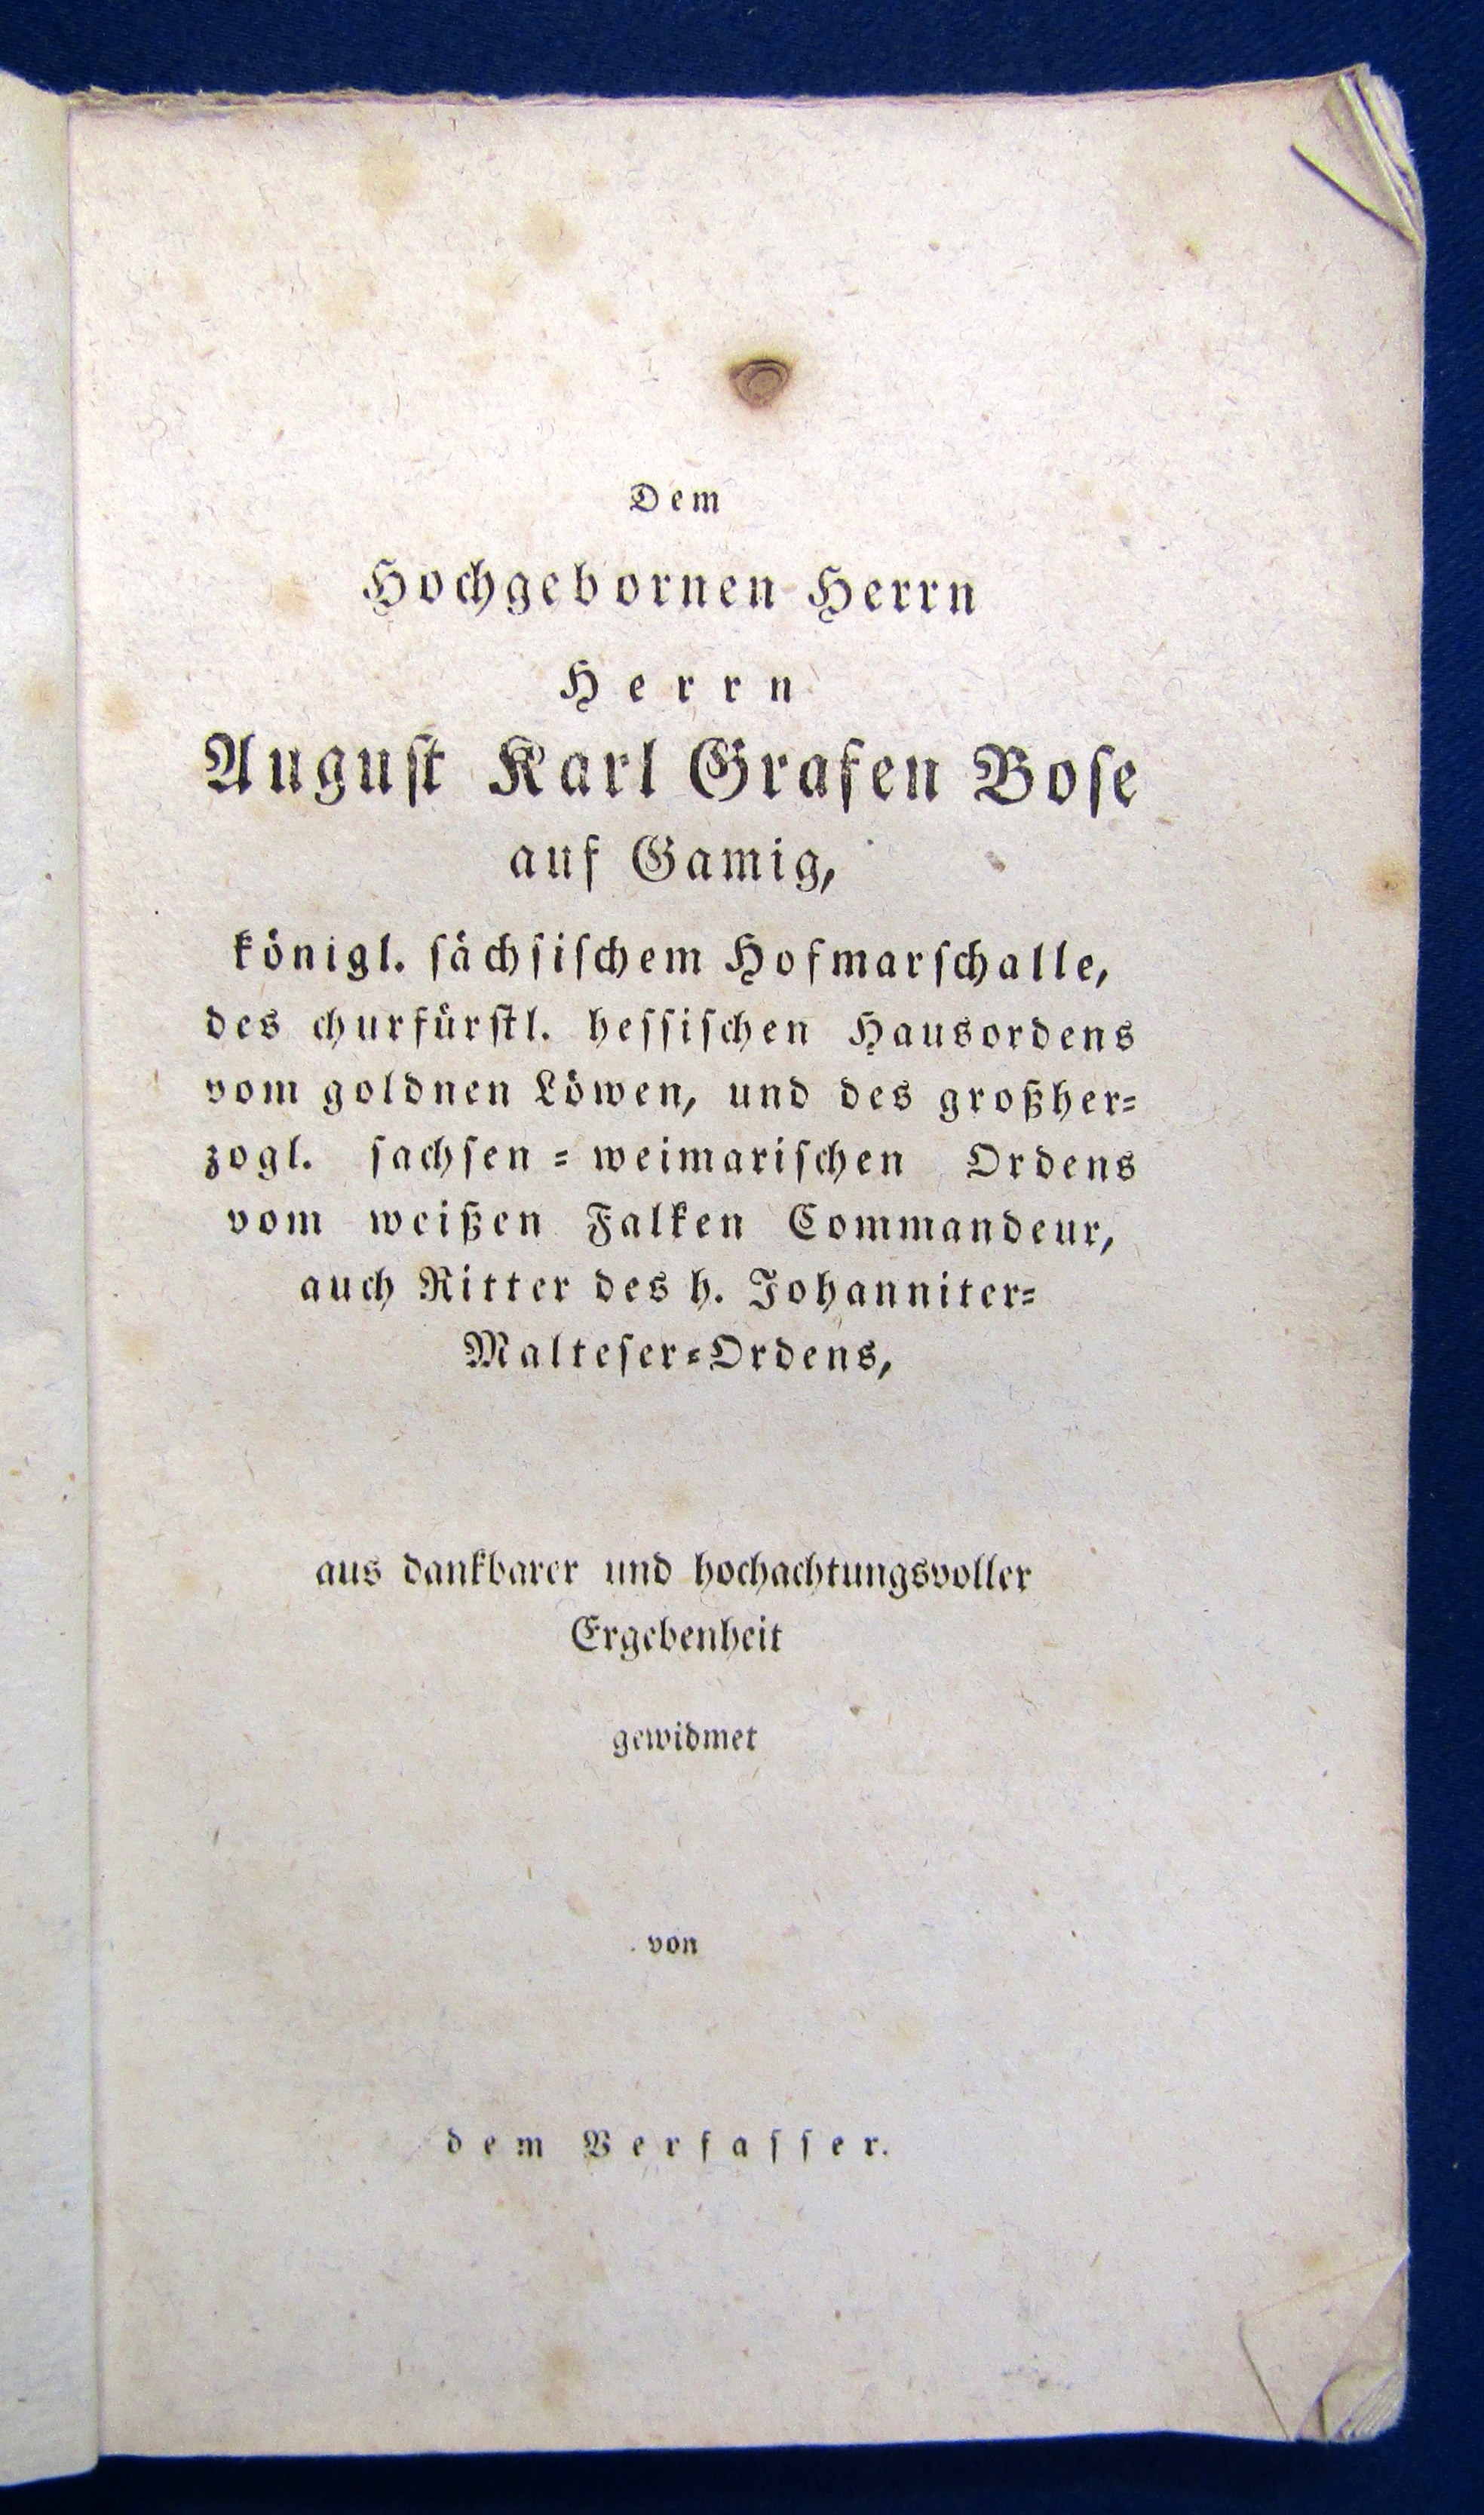 Dem
Hochgebornen Herrn
Herrn
Auguſt Karl Grafen Boſe
auf Gamig,
königl. ſächſiſchem Hofmarſchalle,
des churfürſtl. heſſiſchen Hausordens
vom goldnen Löwen, und des großher⸗
zogl. ſachſen⸗weimariſchen Ordens
vom weißen Falken Commandeur,
auch Ritter des h. Johanniter⸗
Malteſer⸗Ordens,
aus dankbarer und hochachtungsvoller
Ergebenheit
gewidmet
von
dem Verfaſſer.